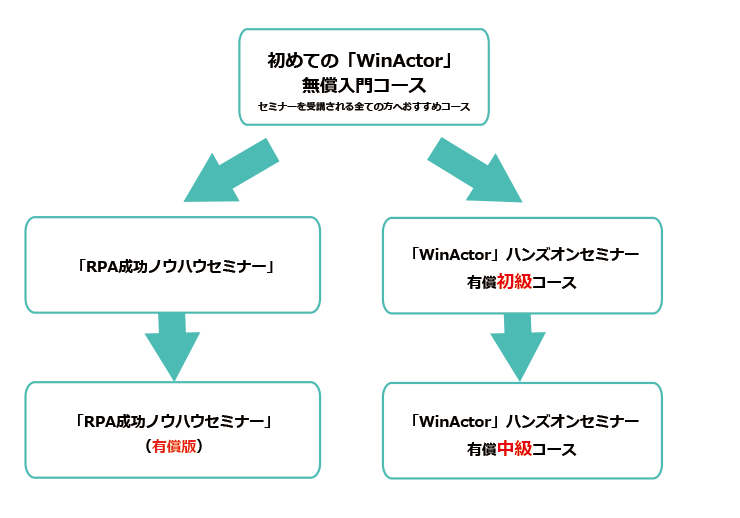 初めての「WinActor」
無償入門コース
セミナーを受講される全ての方へおすすめコース
「RPA成功ノウハウセミナー」
「WinActor」ハンズオンセミナー
有償初級コース
「RPA成功ノウハウセミナー」
（有償版）
「WinActor」ハンズオンセミナー
有償中級コース